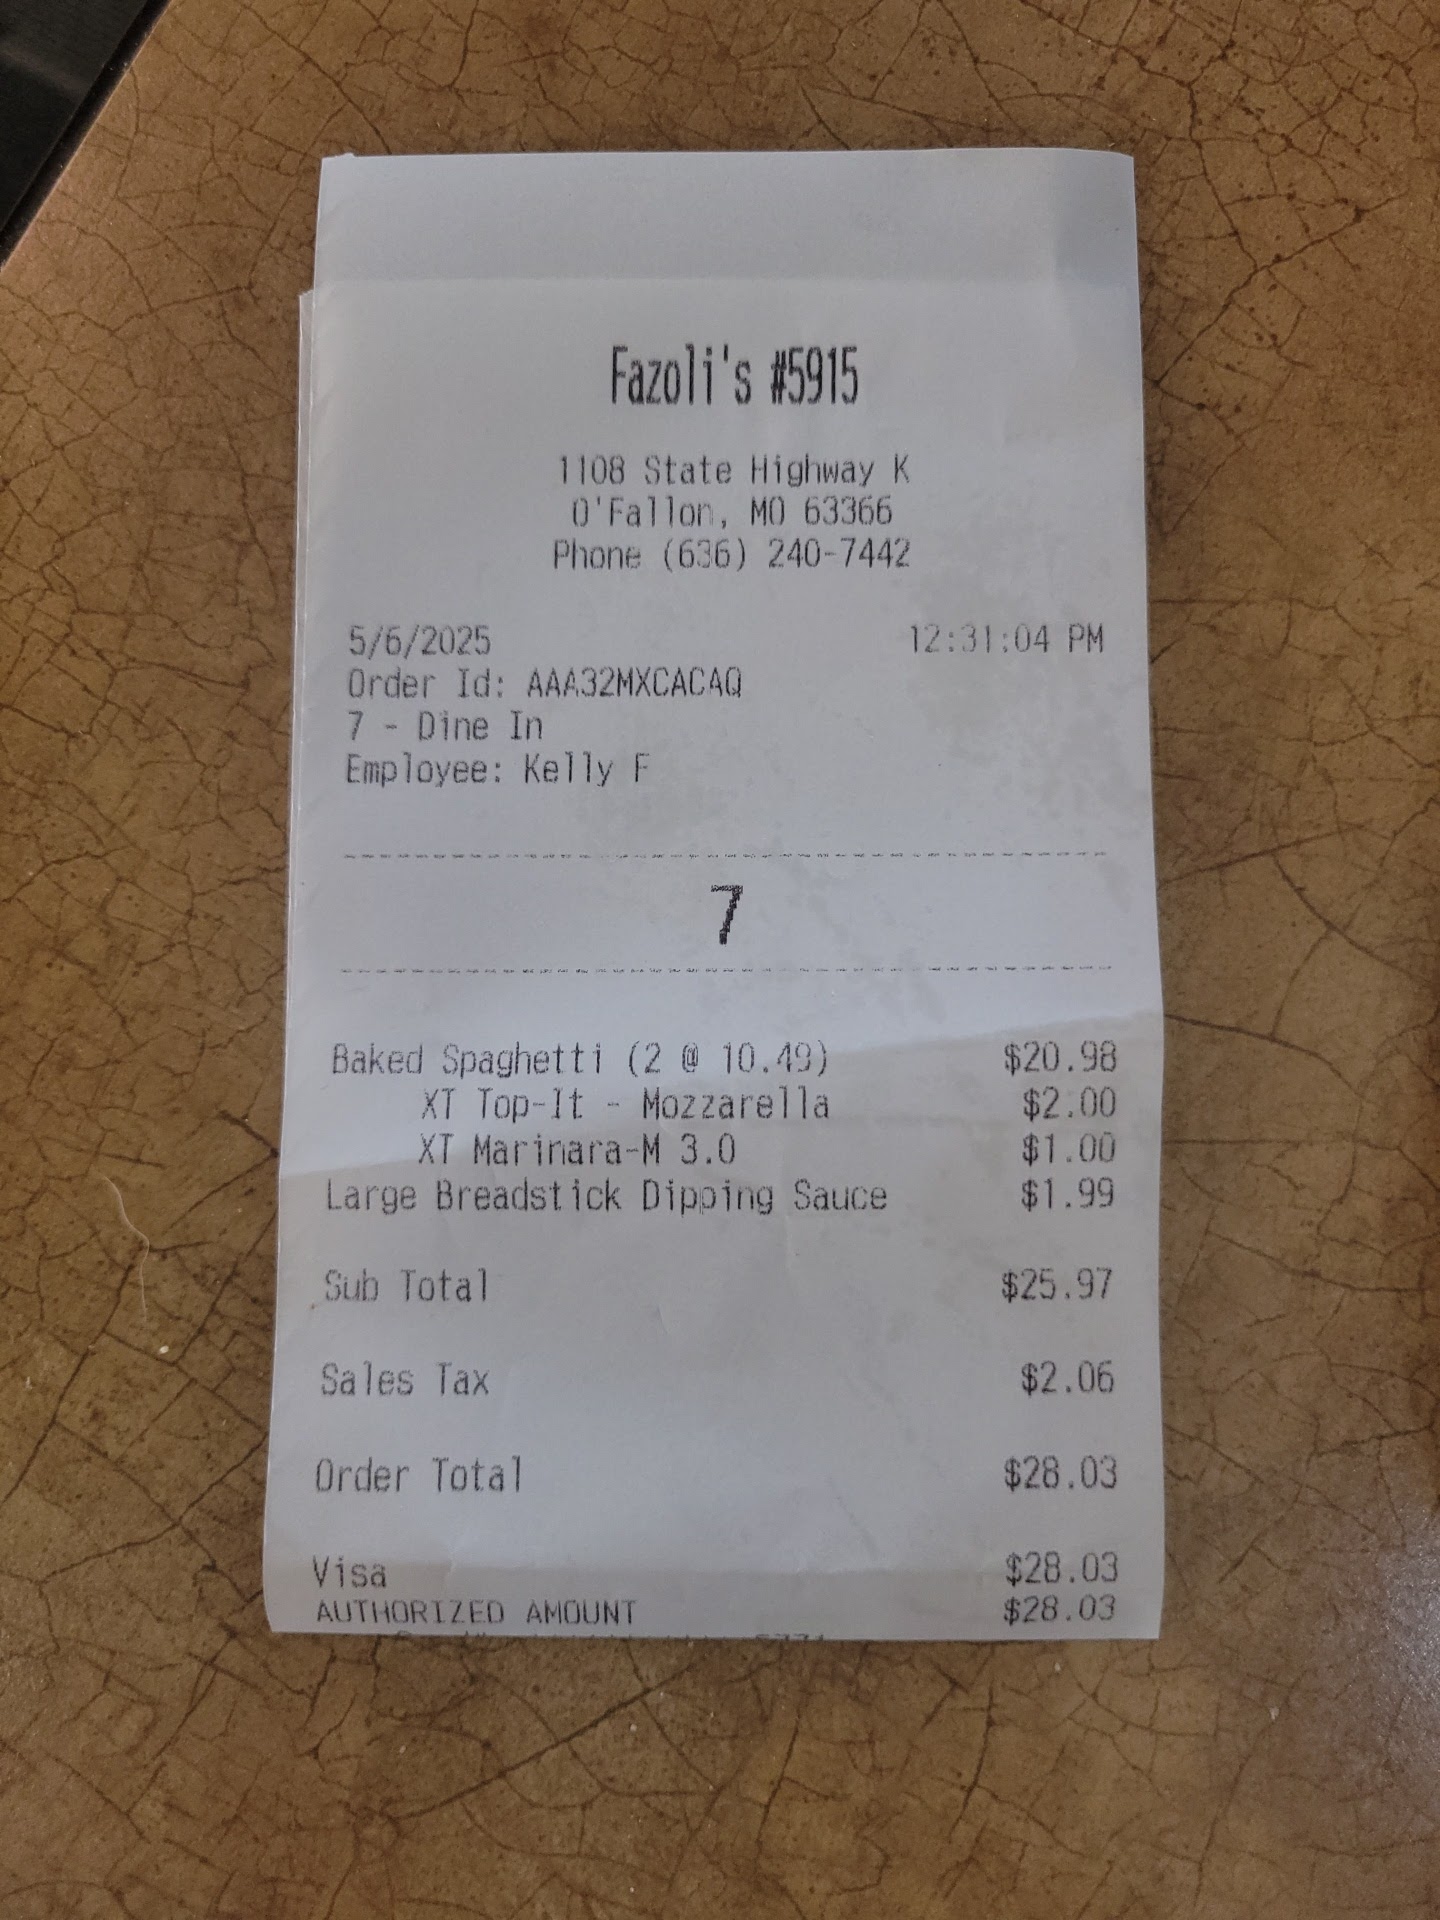 Fazoli's #5915
1108 State Highway K
O'Fallon, MO 63366
Phone (636) 240-7442
5/6/2025 12:31:04 PM
Order Id: AAA32MXCACAQ
7 - Dine In
Employee: Kelly F
7
Baked Spaghetti (2 @ 10.49) $20.98
XT Top-It - Mozzarella $2.00
XT Marinara-M 3.0 $1.00
Large Breadstick Dipping Sauce $1.99
Sub Total $25.97
Sales Tax $2.06
Order Total $28.03
Visa $28.03
AUTHORIZED AMOUNT $28.03